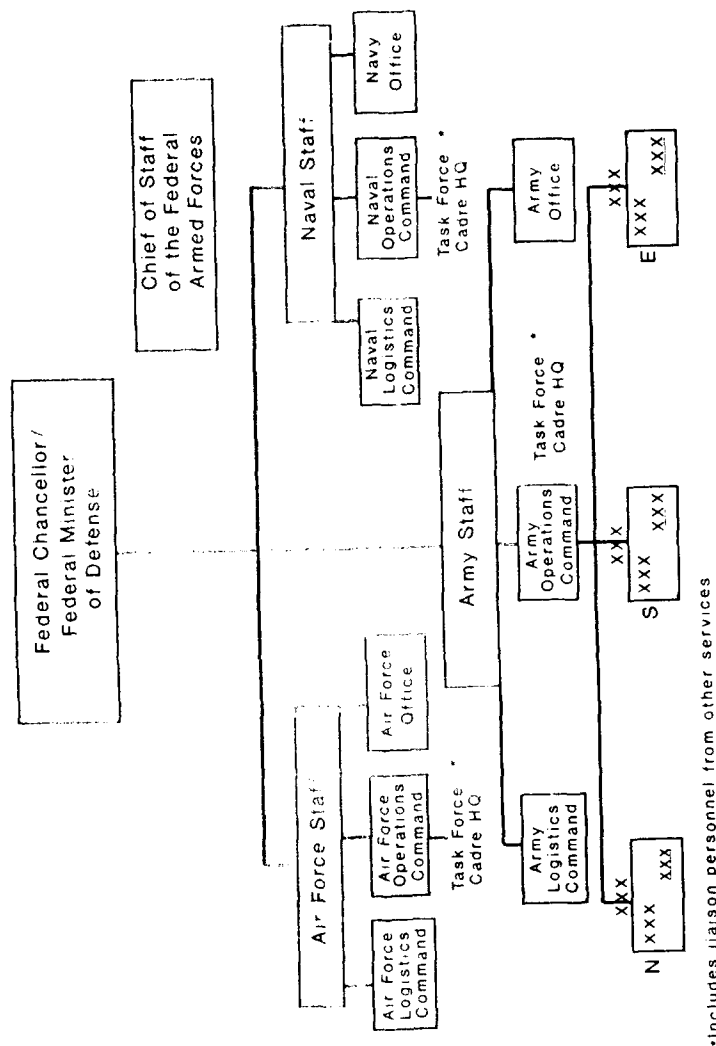 Federal Chancellor/
Federal Minister
of Defense
Chief of Staff
of the Federal
Armed Forces
Air Force Staff
Air Force
Logistics
Command
Air Force
Operations
Command
Task Force *
Cadre HQ
Air Force
Office
Naval Staff
Naval
Logistics
Command
Naval
Operations
Command
Task Force *
Cadre HQ
Navy
Office
Army Staff
Army
Logistics
Command
Army
Operations
Command
Task Force *
Cadre HQ
Army
Office
XXX
XXX
XXX
N
XXX
XXX
XXX
S
XXX
XXX
XXX
E
*Includes liaison personnel from other services